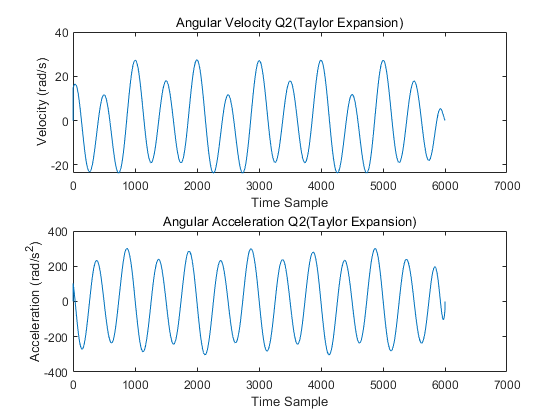 Angular Velocity Q2(Taylor Expansion)
40
20
0
-20
Velocity (rad/s)
0 1000 2000 3000 4000 5000 6000 7000
Time Sample
Angular Acceleration Q2(Taylor Expansion)
400
200
0
-200
-400
Acceleration (rad/s²)
0 1000 2000 3000 4000 5000 6000 7000
Time Sample